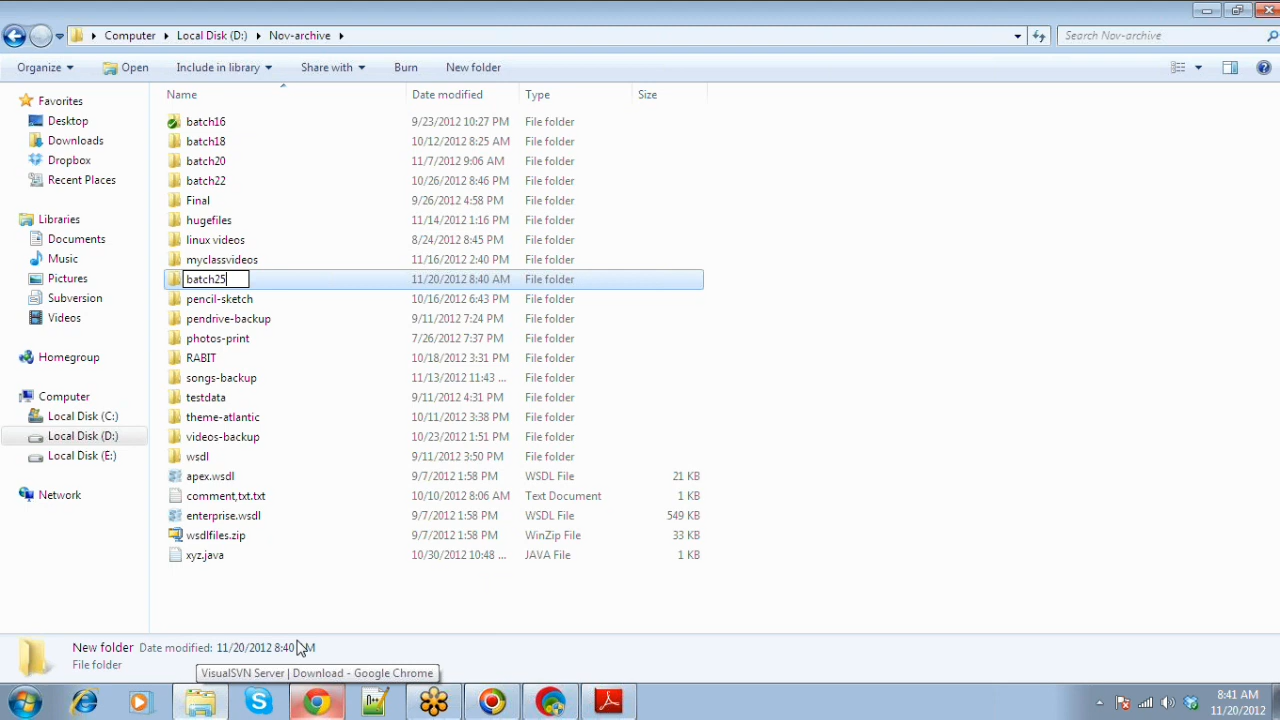 Computer Local Disk (D:) Nov-archive Search Nov-archive
Organize Open Include in library Share with Burn New folder
Name Date modified Type Size
Favorites
Desktop
Downloads
Dropbox
Recent Places
Libraries
Documents
Music
Pictures
Subversion
Videos
Homegroup
Computer
Local Disk (C:)
Local Disk (D:)
Local Disk (E:)
Network
batch16 9/23/2012 10:27 PM File folder
batch18 10/12/2012 8:25 AM File folder
batch20 11/7/2012 9:06 AM File folder
batch22 10/26/2012 8:46 PM File folder
Final 9/26/2012 4:58 PM File folder
hugefiles 11/14/2012 1:16 PM File folder
linux videos 8/24/2012 8:45 PM File folder
myclassvideos 11/16/2012 2:40 PM File folder
batch25 11/20/2012 8:40 AM File folder
pencil-sketch 10/16/2012 6:43 PM File folder
pendrive-backup 9/11/2012 7:24 PM File folder
photos-print 7/26/2012 7:37 PM File folder
RABIT 10/18/2012 3:31 PM File folder
songs-backup 11/13/2012 11:43 ... File folder
testdata 9/11/2012 4:31 PM File folder
theme-atlantic 10/11/2012 3:38 PM File folder
videos-backup 10/23/2012 1:51 PM File folder
wsdl 9/11/2012 3:50 PM File folder
apex.wsdl 9/7/2012 1:58 PM WSDL File 21 KB
comment,txt.txt 10/10/2012 8:06 AM Text Document 1 KB
enterprise.wsdl 9/7/2012 1:58 PM WSDL File 549 KB
wsdlfiles.zip 9/7/2012 1:58 PM WinZip File 33 KB
xyz.java 10/30/2012 10:48 ... JAVA File 1 KB
New folder Date modified: 11/20/2012 8:40 M
File folder
VisualSVN Server | Download - Google Chrome
8:41 AM
11/20/2012